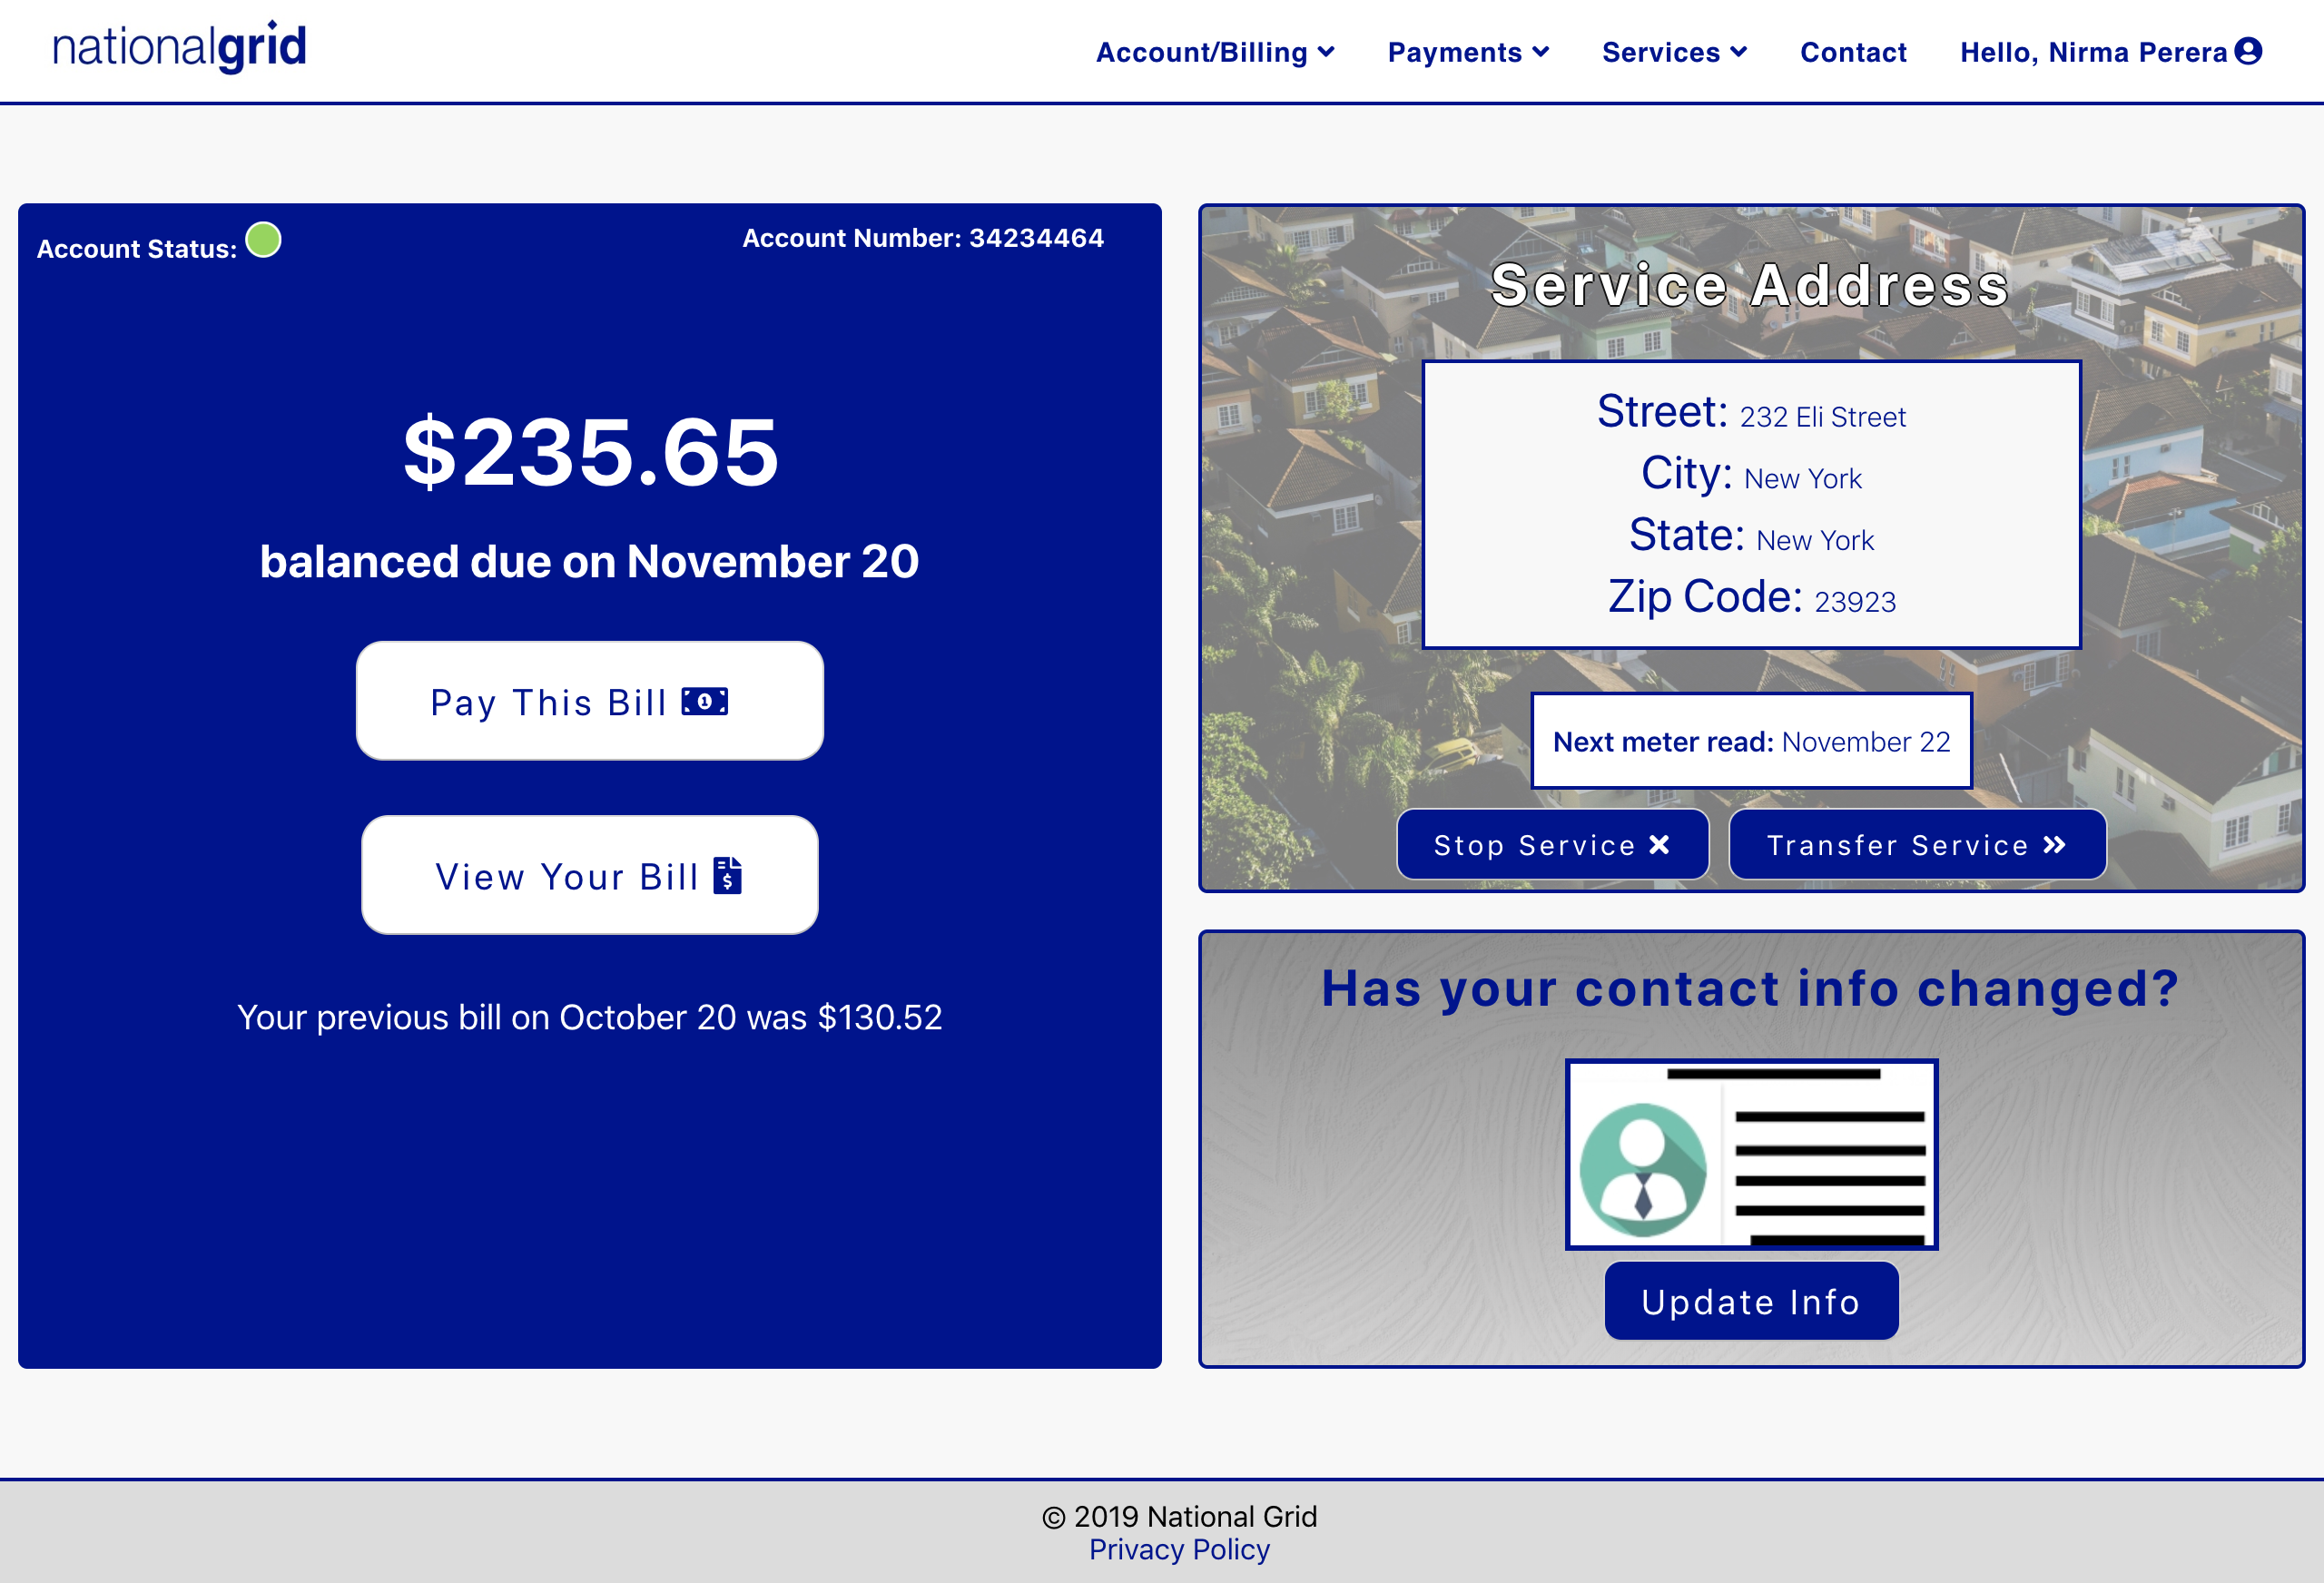 nationalgrid
Account/Billing
Payments
Services
Contact
Hello, Nirma Perera
Account Status:
Account Number: 34234464
$235.65
balanced due on November 20
Pay This Bill
View Your Bill
Your previous bill on October 20 was $130.52
Service Address
Street: 232 Eli Street
City: New York
State: New York
Zip Code: 23923
Next meter read: November 22
Stop Service
Transfer Service
Has your contact info changed?
Update Info
© 2019 National Grid
Privacy Policy